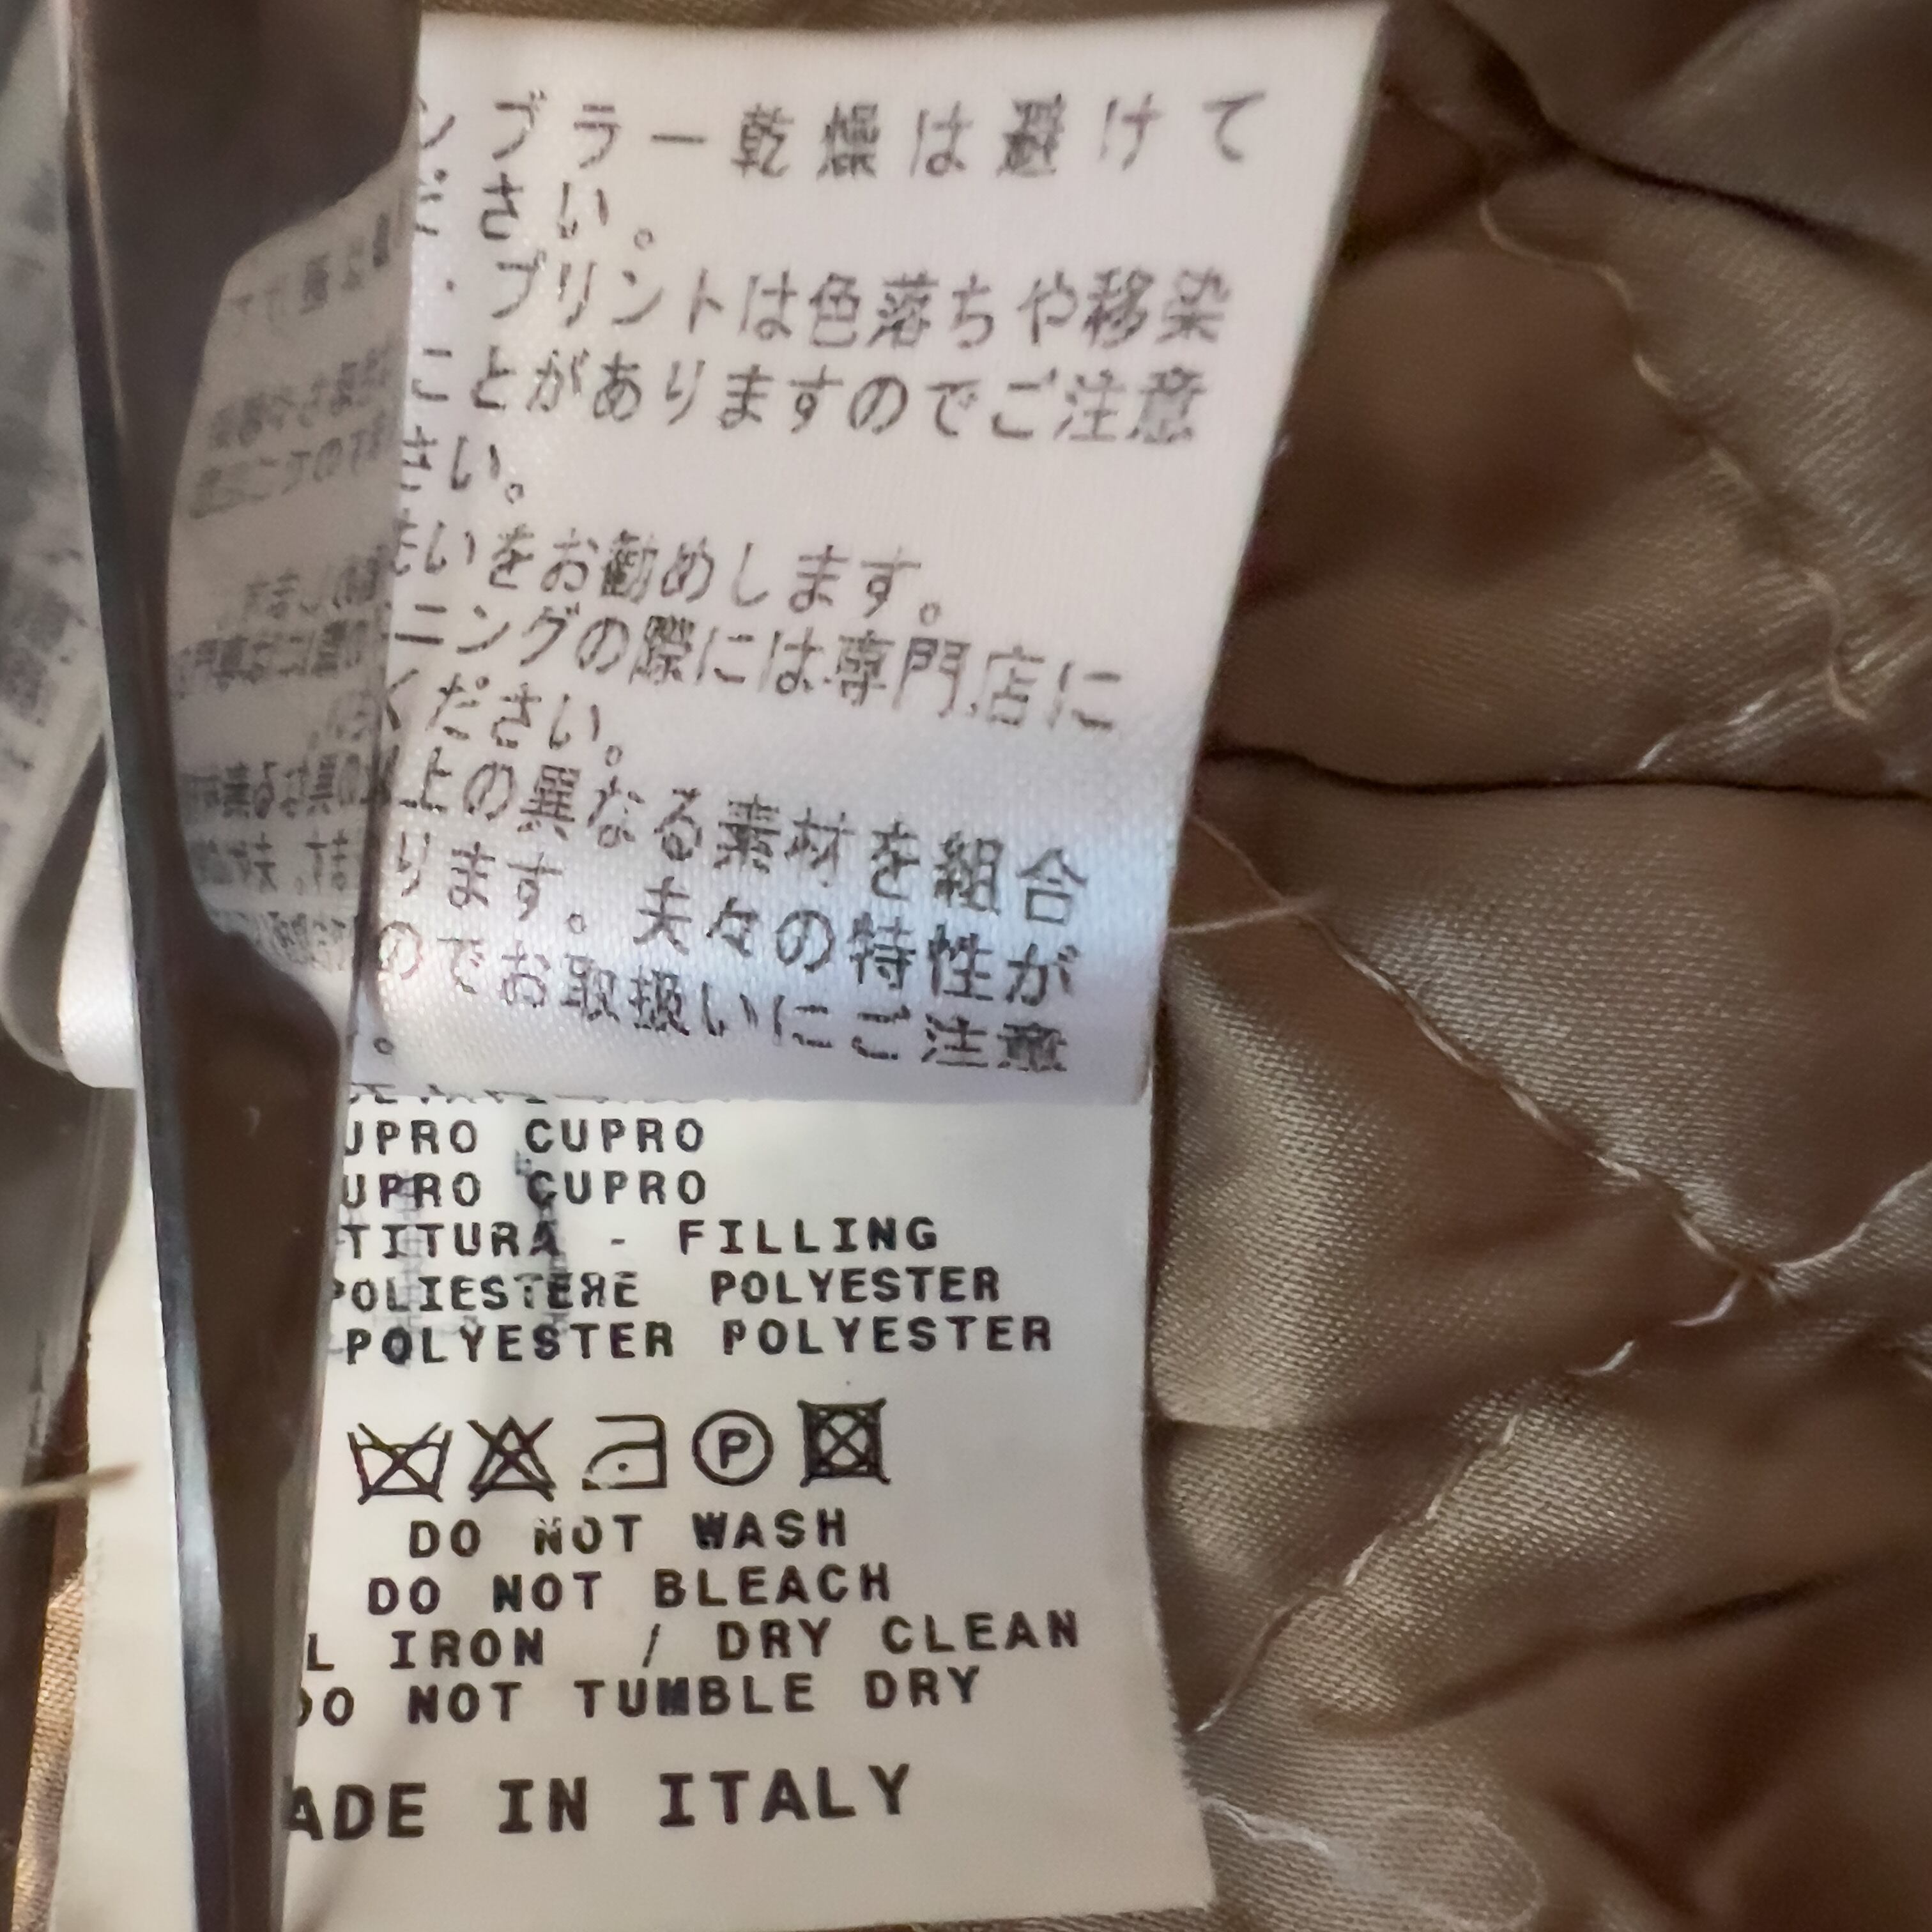 ンブラー乾燥は避けて
ださい。
・プリントは色落ちや移染
ことがありますのでご注意
さい。
洗いをお勧めします。
ニングの際には専門店に
ください。
以上の異なる素材を組合
ります。夫々の特性が
のでお取扱いにご注意
。
UPRO CUPRO
UPRO CUPRO
TITURA - FILLING
POLIESTERE POLYESTER
POLYESTER POLYESTER
P
DO NOT WASH
DO NOT BLEACH
L IRON / DRY CLEAN
DO NOT TUMBLE DRY
ADE IN ITALY